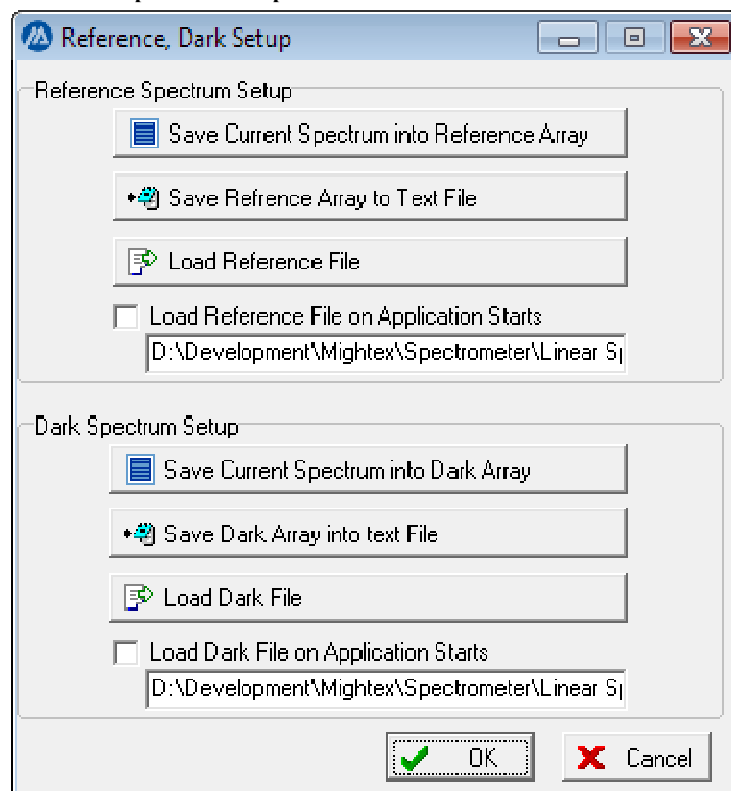 Reference, Dark Setup
Reference Spectrum Setup
Save Current Spectrum into Reference Array
Save Refrence Array to Text File
Load Reference File
Load Reference File on Application Starts
D:\Development\Mightex\Spectrometer\Linear
Dark Spectrum Setup
Save Current Spectrum into Dark Array
Save Dark Array into text File
Load Dark File
Load Dark File on Application Starts
D:\Development\Mightex\Spectrometer\Linear
OK
Cancel